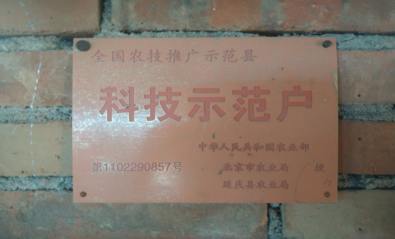 全国农技推广示范县
科技示范户
中华人民共和国农业部
第1102290857号
北京市农业局 授
延庆县农业局